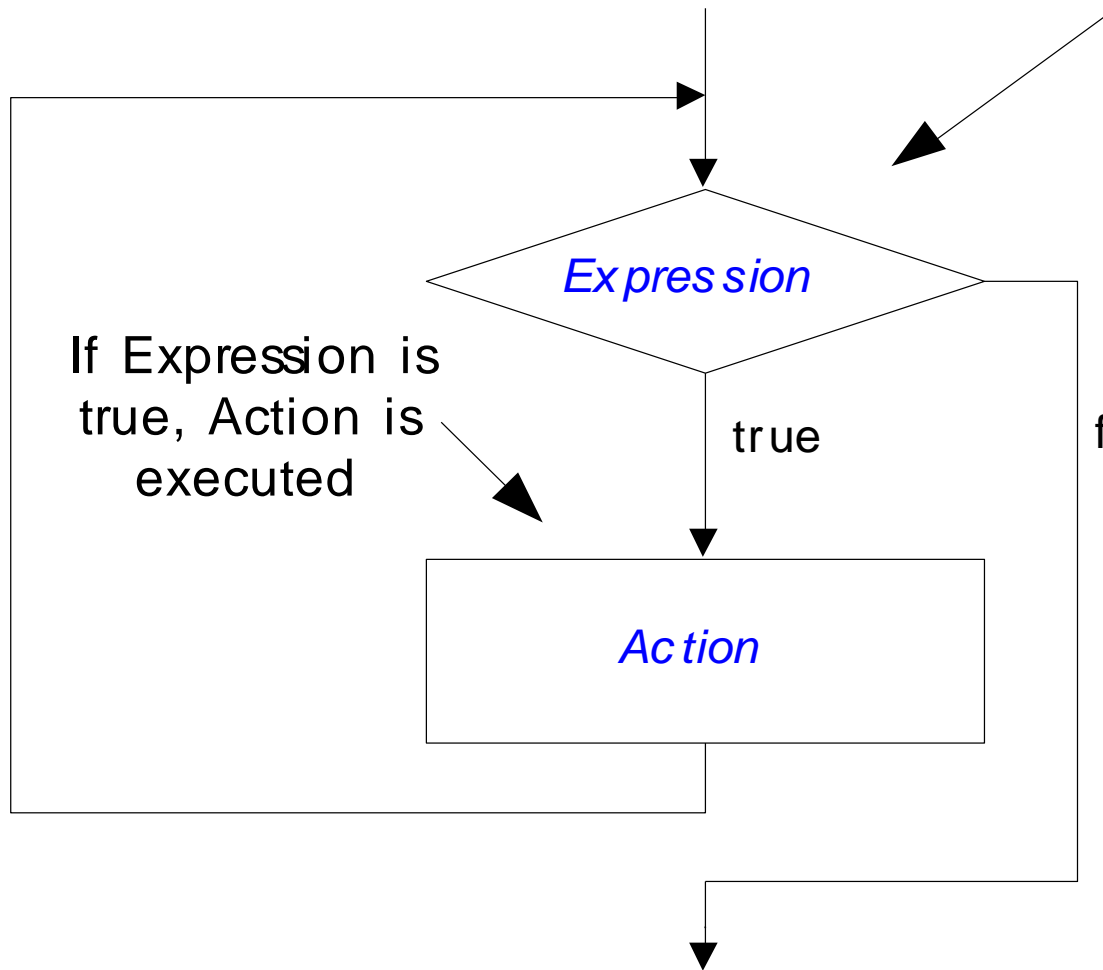 Expression
If Expression is
true, Action is
executed
true
f
Action